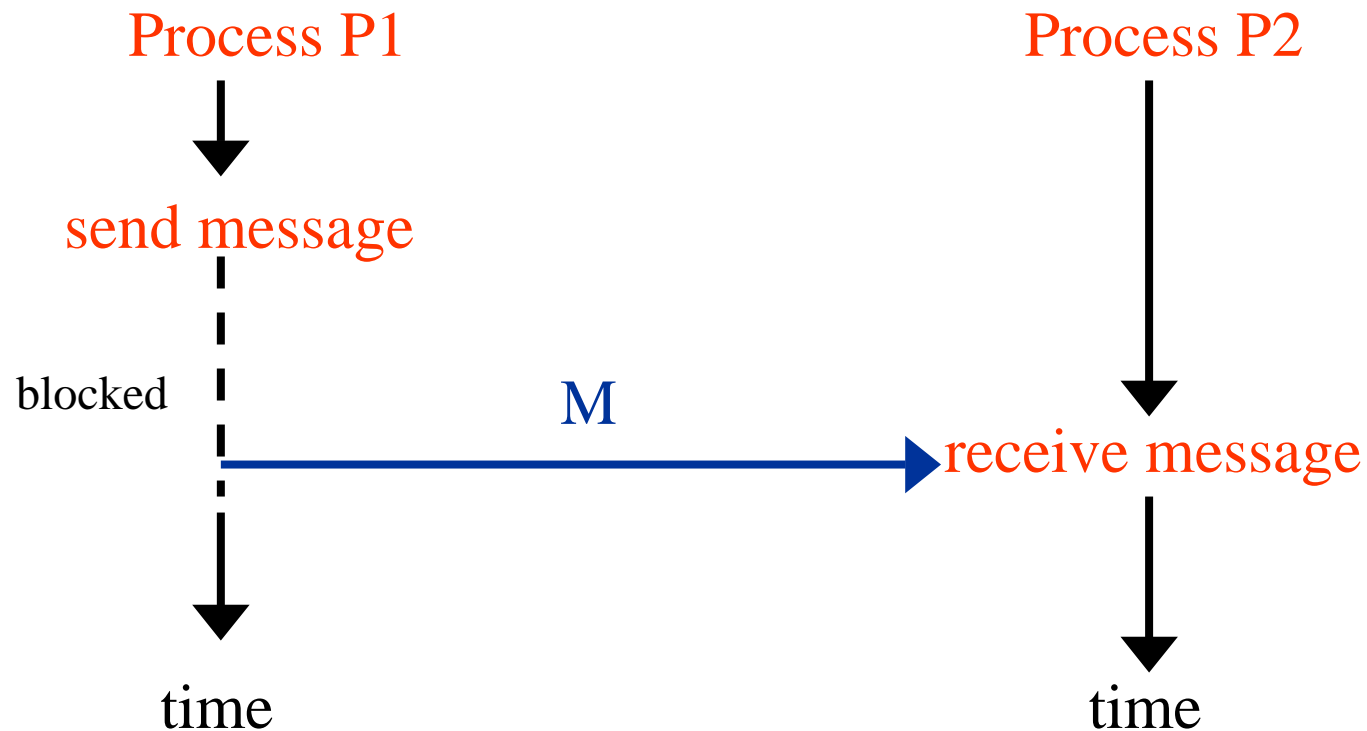 Process P1
Process P2
send message
blocked
M
receive message
time
time